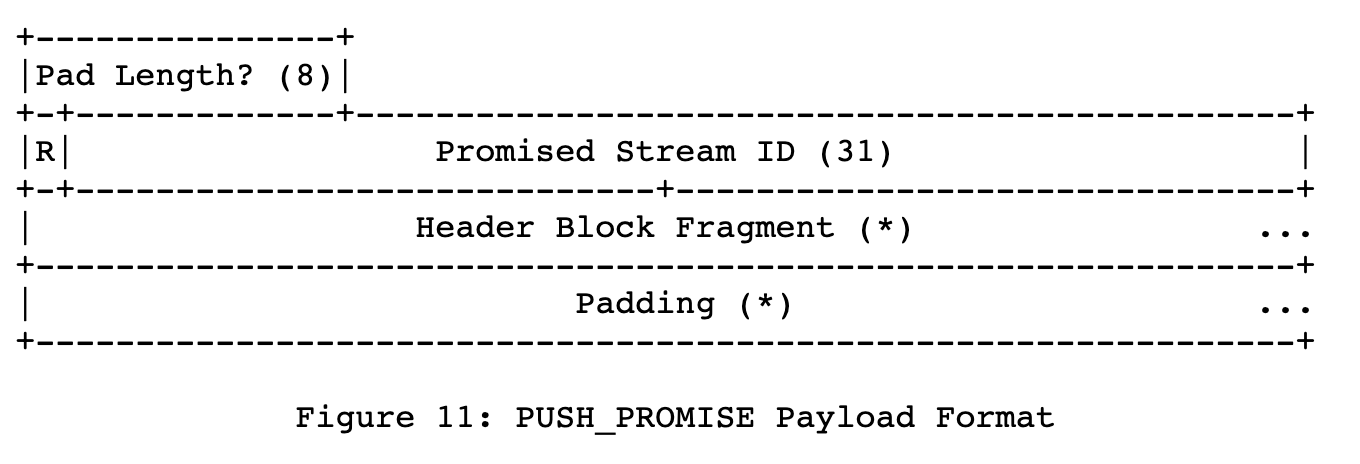 +---------------+
|Pad Length? (8)|
+-+-------------+-----------------------------------------------+
|R|                  Promised Stream ID (31)                    |
+-+-----------------------------+-------------------------------+
|                   Header Block Fragment (*)                 ...
+---------------------------------------------------------------+
|                           Padding (*)                       ...
+---------------------------------------------------------------+
Figure 11: PUSH_PROMISE Payload Format